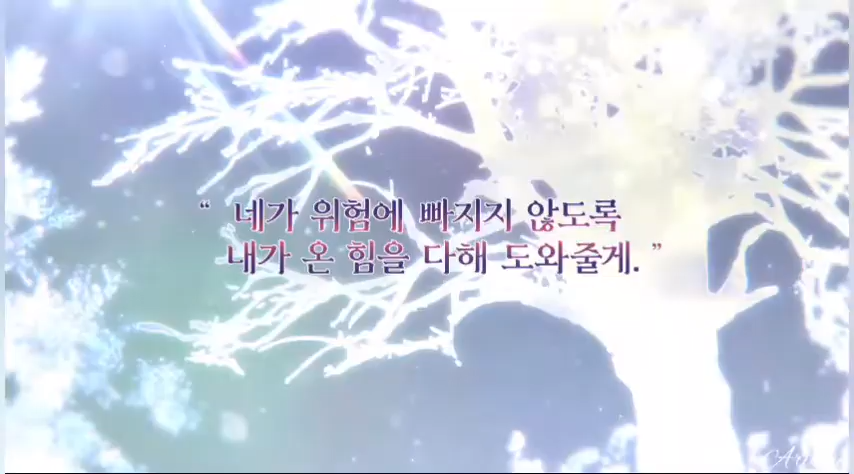 “ 네가 위험에 빠지지 않도록
내가 온 힘을 다해 도와줄게. ”